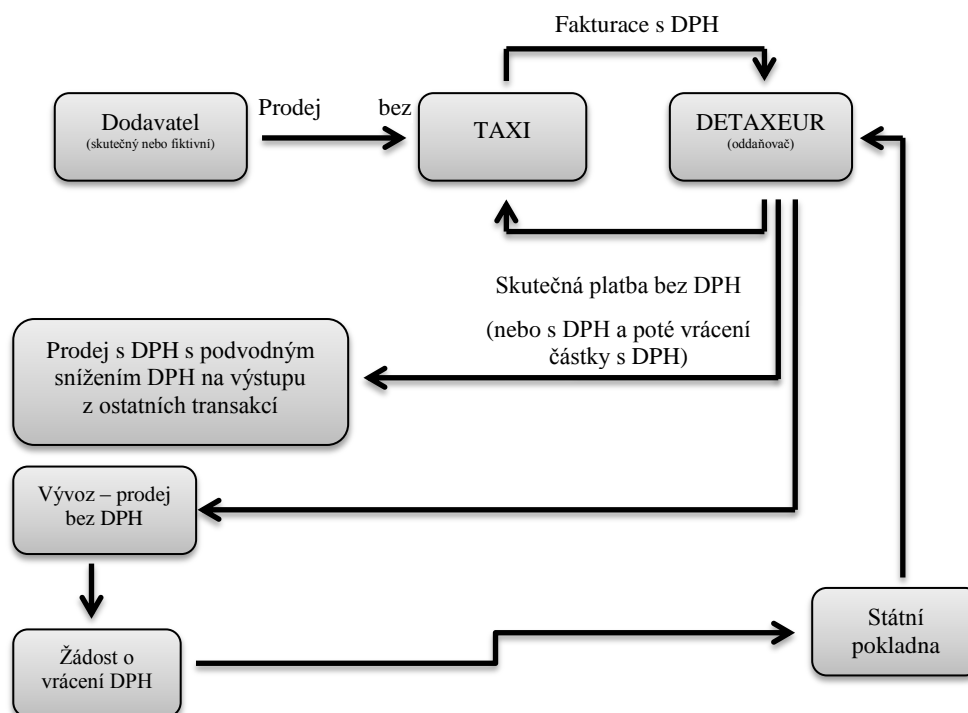 Fakturace s DPH
Prodej bez
Dodavatel
(skutečný nebo fiktivní)
TAXI
DETAXEUR
(oddaňovač)
Skutečná platba bez DPH
(nebo s DPH a poté vrácení
částky s DPH)
Prodej s DPH s podvodným
snížením DPH na výstupu
z ostatních transakcí
Vývoz – prodej
bez DPH
Žádost o
vrácení DPH
Státní
pokladna